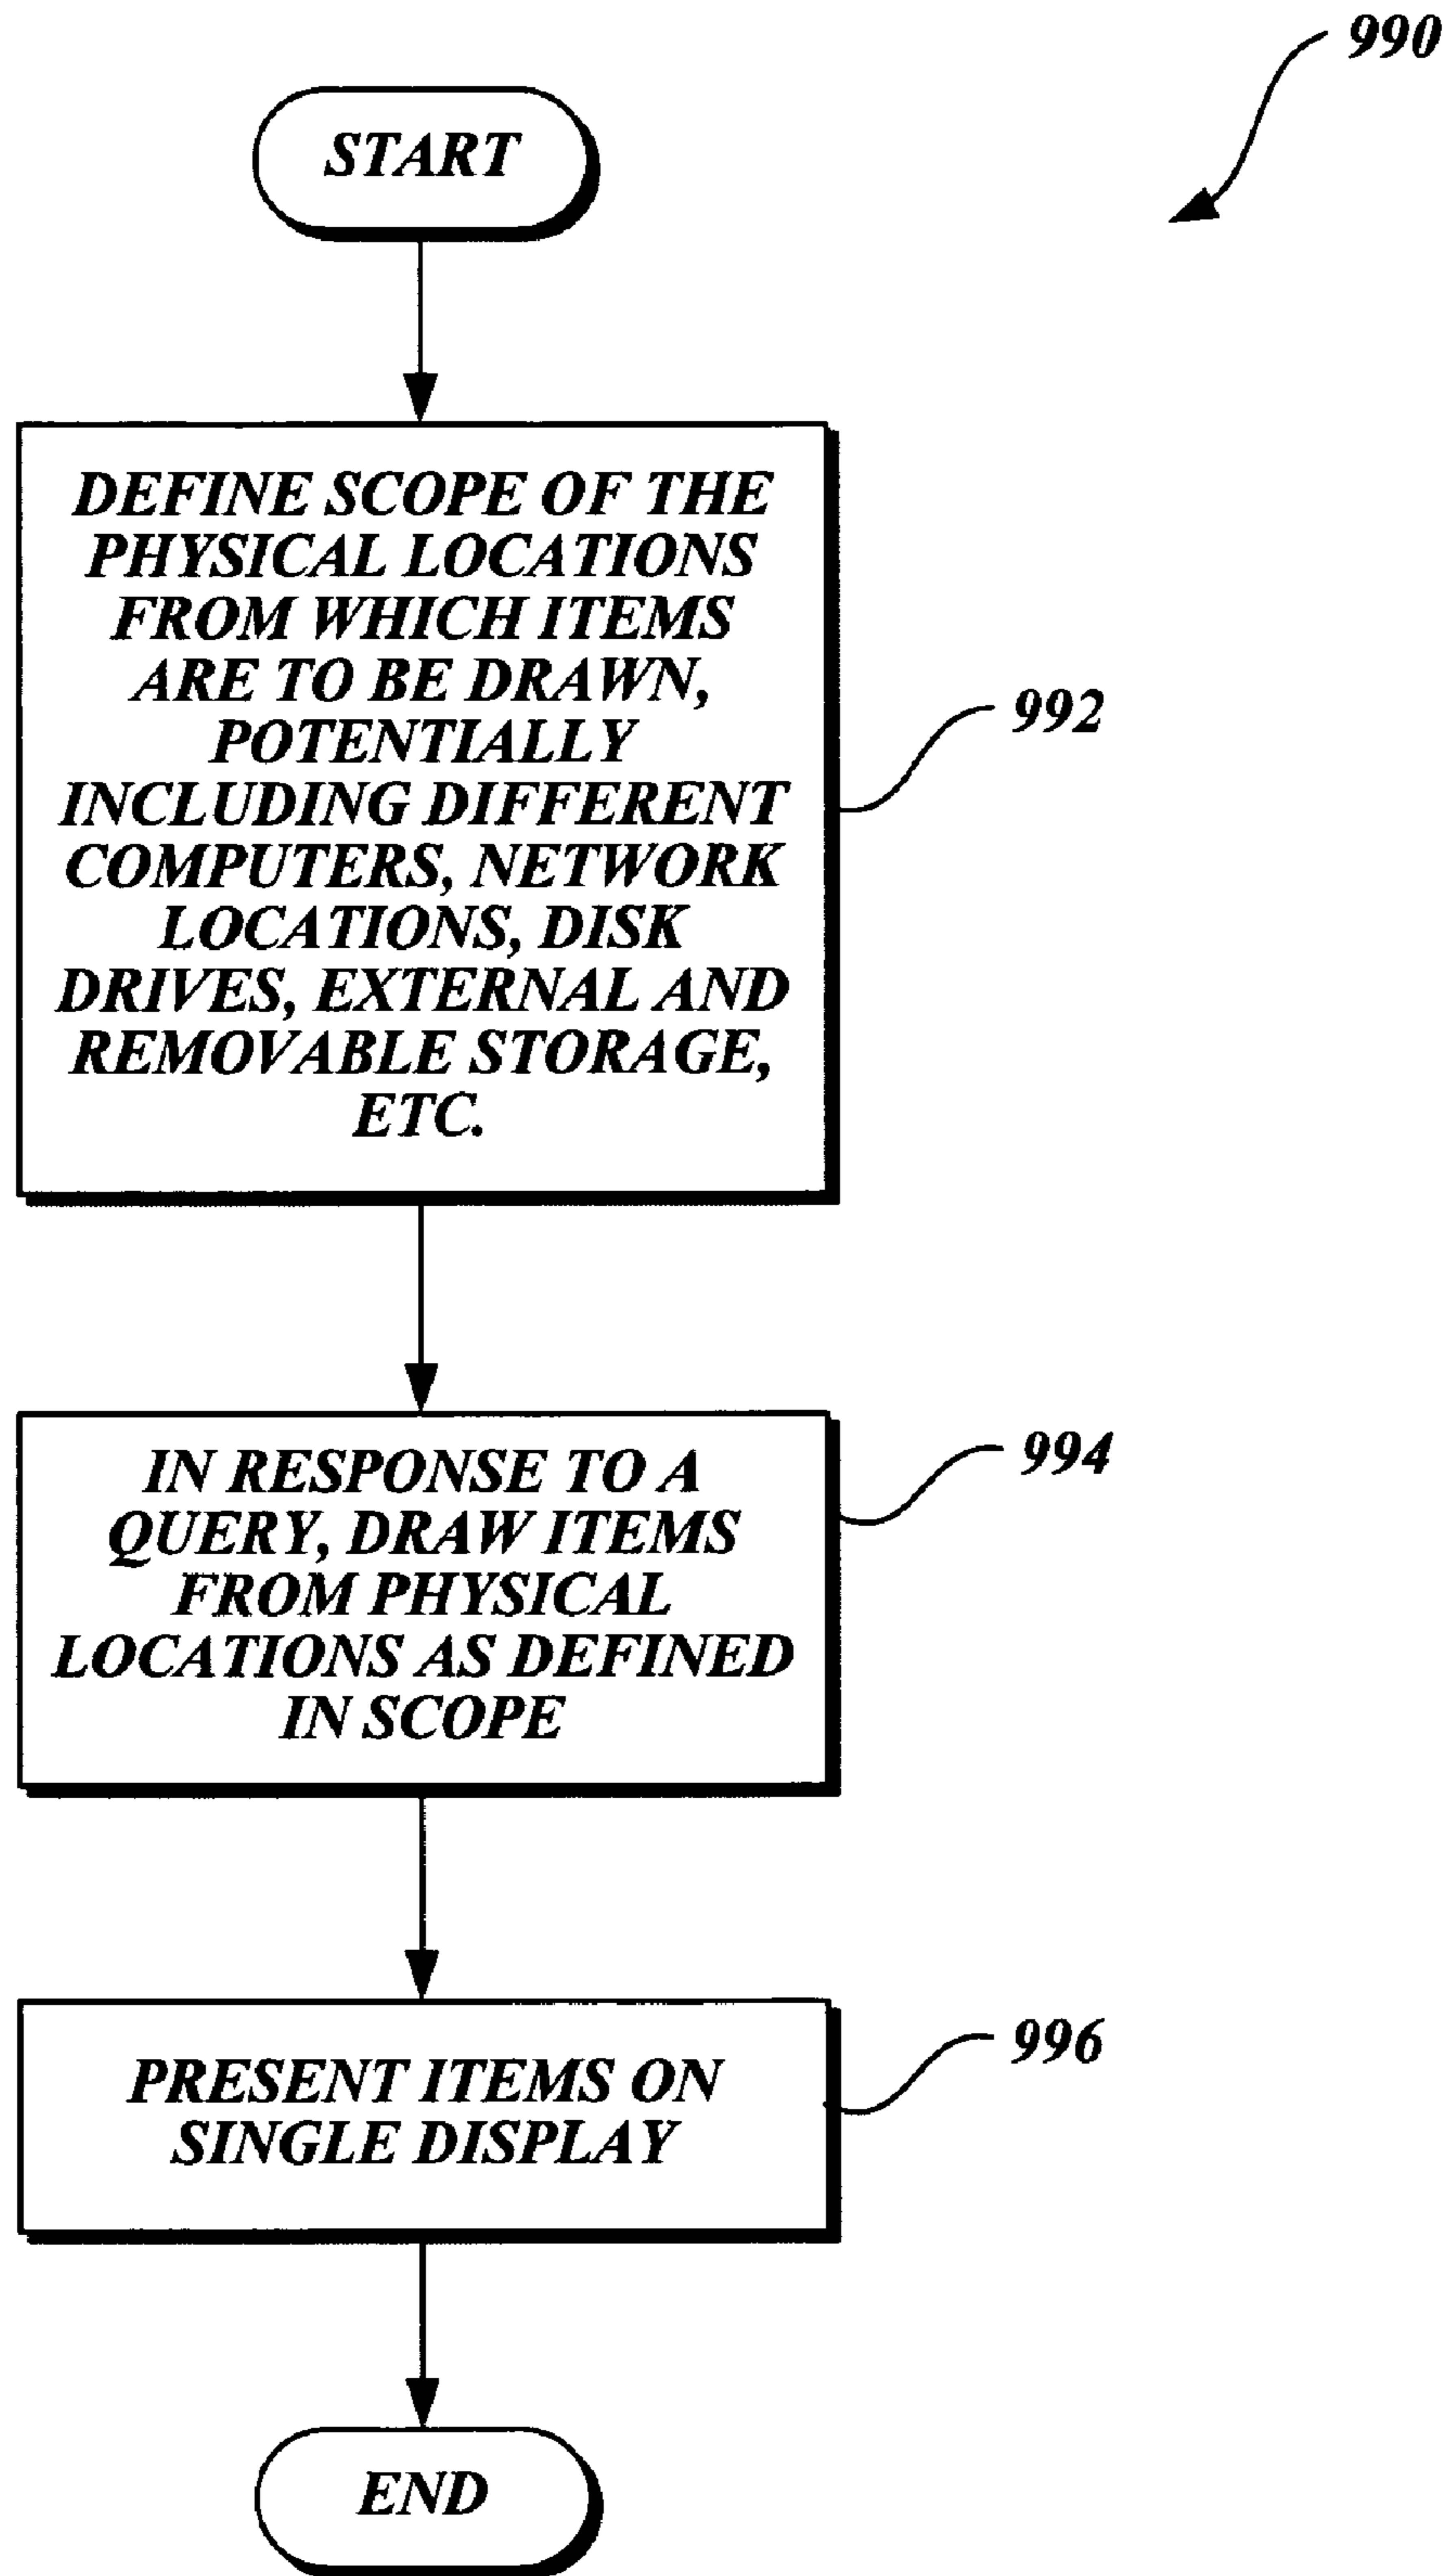 990
START
DEFINE SCOPE OF THE
PHYSICAL LOCATIONS
FROM WHICH ITEMS
ARE TO BE DRAWN,
POTENTIALLY
INCLUDING DIFFERENT
COMPUTERS, NETWORK
LOCATIONS, DISK
DRIVES, EXTERNAL AND
REMOVABLE STORAGE,
ETC.
992
IN RESPONSE TO A
QUERY, DRAW ITEMS
FROM PHYSICAL
LOCATIONS AS DEFINED
IN SCOPE
994
PRESENT ITEMS ON
SINGLE DISPLAY
996
END